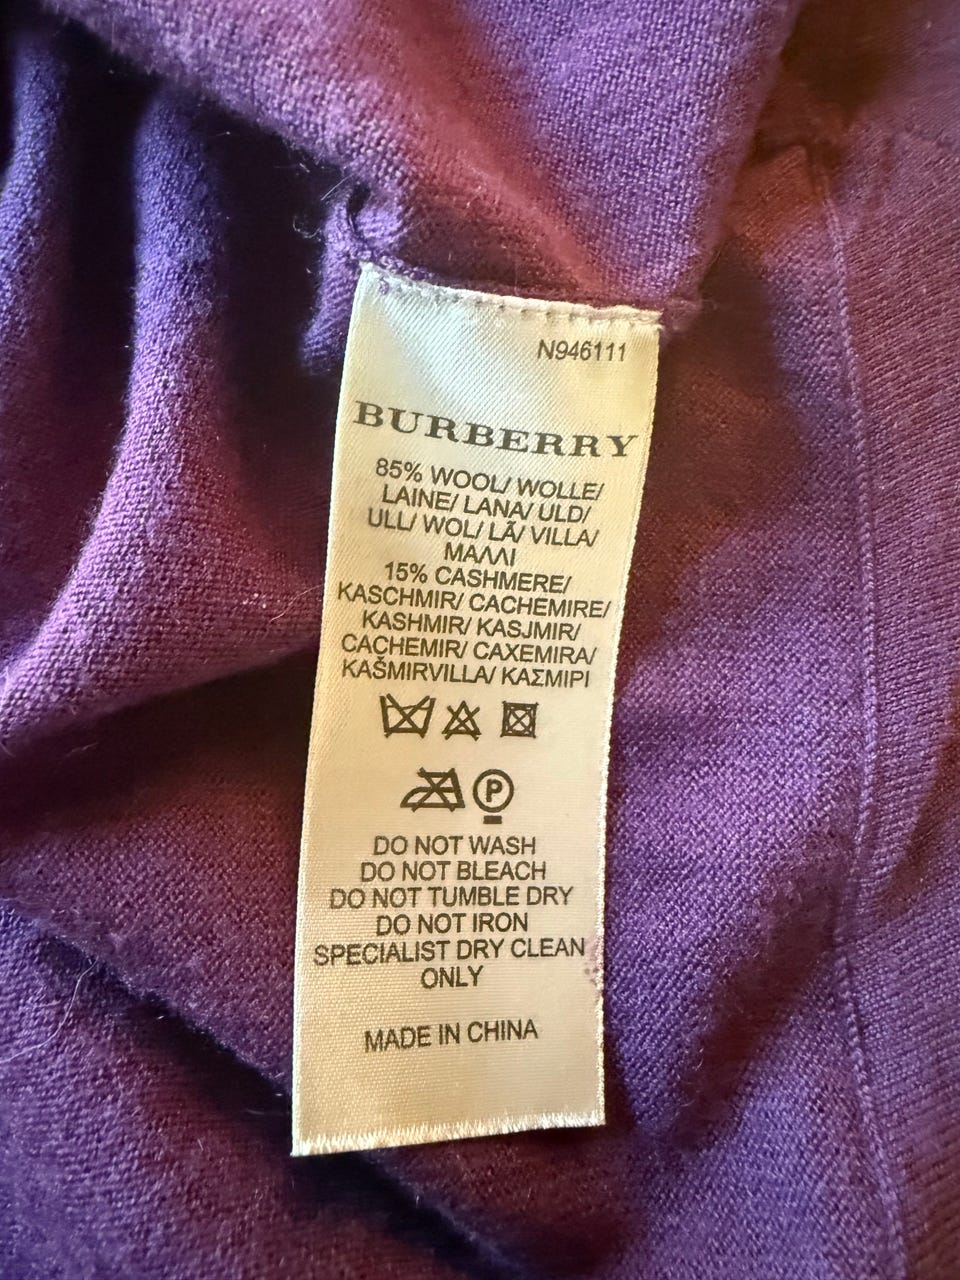 N946111
BURBERRY
85% WOOL/ WOLLE/
LAINE/ LANA/ ULD/
ULL/ WOL/ LÃ/ VILLA/
ΜΑΛΛΙ
15% CASHMERE/
KASCHMIR/ CACHEMIRE/
KASHMIR/ KASJMIR/
CACHEMIR/ CAXEMIRA/
KAŠMIRVILLA/ ΚΑΣΜΙΡΙ
P
DO NOT WASH
DO NOT BLEACH
DO NOT TUMBLE DRY
DO NOT IRON
SPECIALIST DRY CLEAN
ONLY
MADE IN CHINA